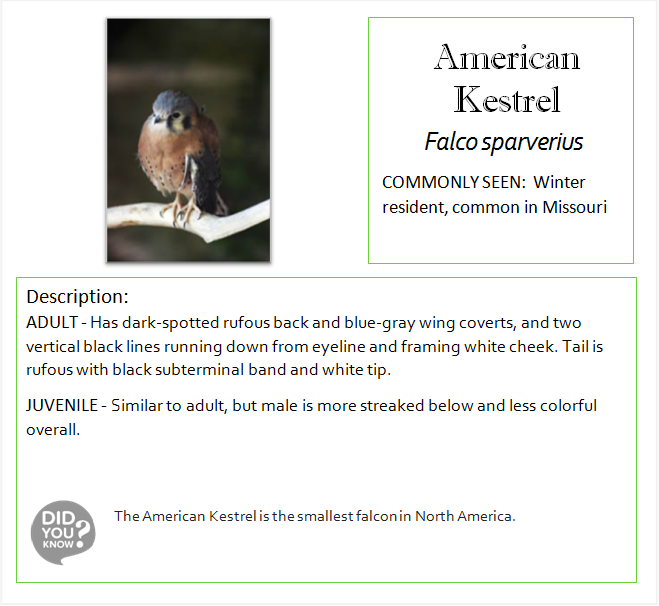 American
Kestrel
Falco sparverius
COMMONLY SEEN:  Winter
resident, common in Missouri
Description:
ADULT - Has dark-spotted rufous back and blue-gray wing coverts, and two
vertical black lines running down from eyeline and framing white cheek. Tail is
rufous with black subterminal band and white tip.
JUVENILE - Similar to adult, but male is more streaked below and less colorful
overall.
DID
YOU
KNOW?
The American Kestrel is the smallest falcon in North America.